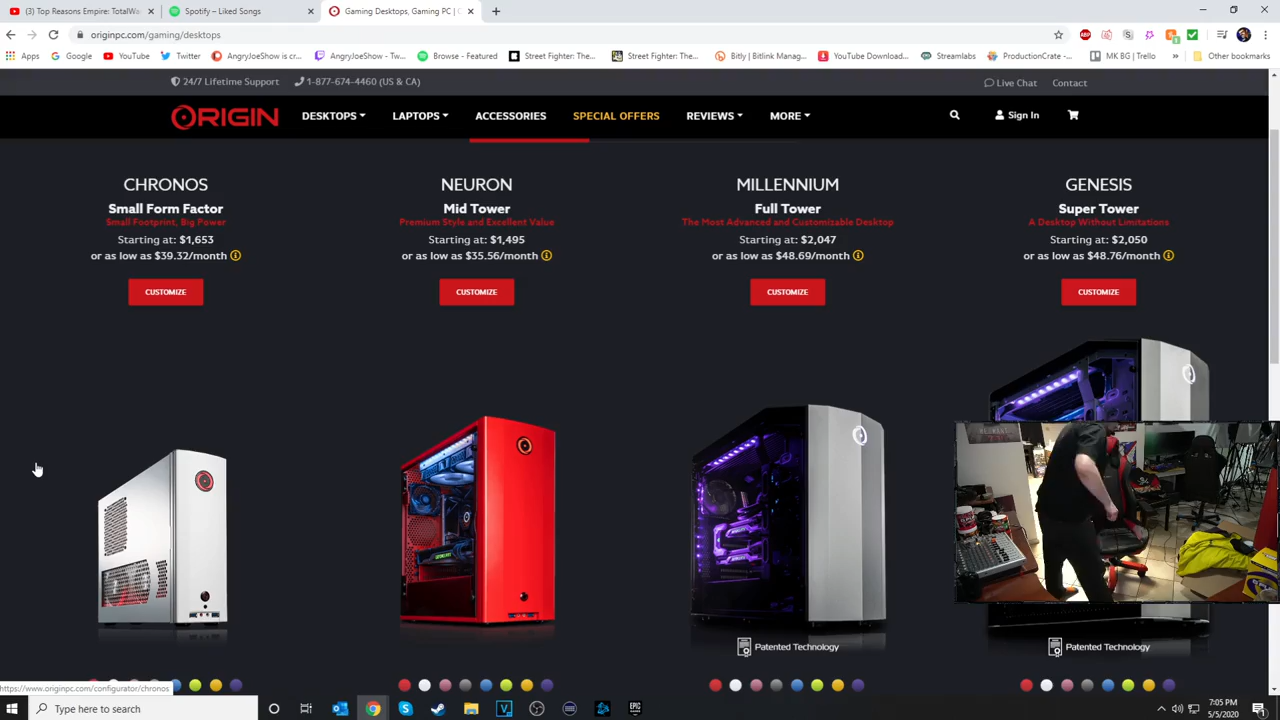 (3) Top Reasons Empire: TotalWa
Spotify – Liked Songs
Gaming Desktops, Gaming PC | C
originpc.com/gaming/desktops
Apps
Google
YouTube
AngryJoeShow is cr...
AngryJoeShow - Tw...
Browse - Featured
Street Fighter: The...
Street Fighter: The...
Bitly | Bitlink Manag...
YouTube Download...
Streamlabs
ProductionCrate -...
MK BG | Trello
»
Other bookmarks
24/7 Lifetime Support
1-877-674-4460 (US & CA)
Live Chat
Contact
ORIGIN
DESKTOPS
LAPTOPS
ACCESSORIES
SPECIAL OFFERS
REVIEWS
MORE
Sign In
CHRONOS
Small Form Factor
Small Footprint, Big Power
Starting at: $1,653
or as low as $39.32/month
CUSTOMIZE
NEURON
Mid Tower
Premium Style and Excellent Value
Starting at: $1,495
or as low as $35.56/month
CUSTOMIZE
MILLENNIUM
Full Tower
The Most Advanced and Customizable Desktop
Starting at: $2,047
or as low as $48.69/month
CUSTOMIZE
GENESIS
Super Tower
A Desktop Without Limitations
Starting at: $2,050
or as low as $48.76/month
CUSTOMIZE
Patented Technology
Patented Technology
https://www.originpc.com/configurator/chronos
Type here to search
EPIC
7:05 PM
5/5/2020